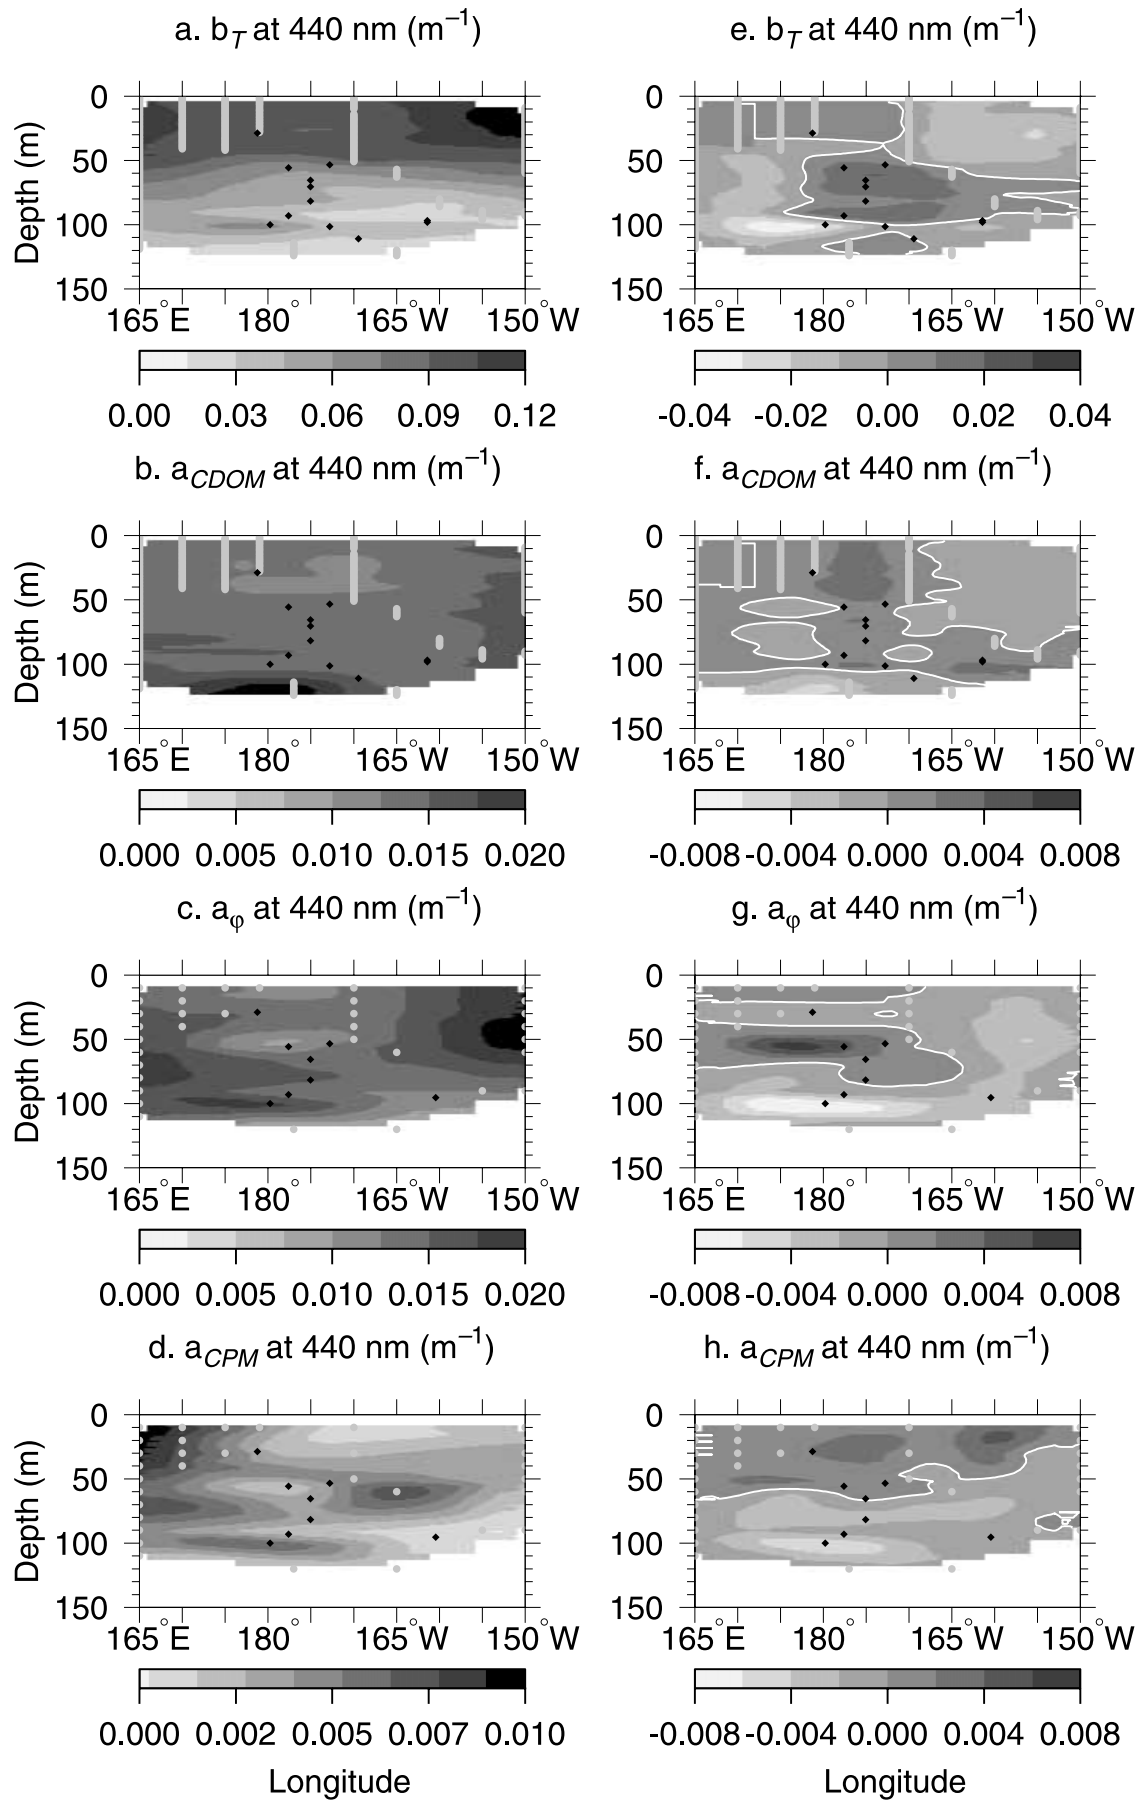 a. b_T at 440 nm (m⁻¹)
Depth (m)
0
50
100
150
165°E 180° 165°W 150°W
0.00 0.03 0.06 0.09 0.12
e. b_T at 440 nm (m⁻¹)
0
50
100
150
165°E 180° 165°W 150°W
-0.04 -0.02 0.00 0.02 0.04
b. a_CDOM at 440 nm (m⁻¹)
Depth (m)
0
50
100
150
165°E 180° 165°W 150°W
0.000 0.005 0.010 0.015 0.020
f. a_CDOM at 440 nm (m⁻¹)
0
50
100
150
165°E 180° 165°W 150°W
-0.008 -0.004 0.000 0.004 0.008
c. a_φ at 440 nm (m⁻¹)
Depth (m)
0
50
100
150
165°E 180° 165°W 150°W
0.000 0.005 0.010 0.015 0.020
g. a_φ at 440 nm (m⁻¹)
0
50
100
150
165°E 180° 165°W 150°W
-0.008 -0.004 0.000 0.004 0.008
d. a_CPM at 440 nm (m⁻¹)
Depth (m)
0
50
100
150
165°E 180° 165°W 150°W
0.000 0.002 0.005 0.007 0.010
Longitude
h. a_CPM at 440 nm (m⁻¹)
0
50
100
150
165°E 180° 165°W 150°W
-0.008 -0.004 0.000 0.004 0.008
Longitude